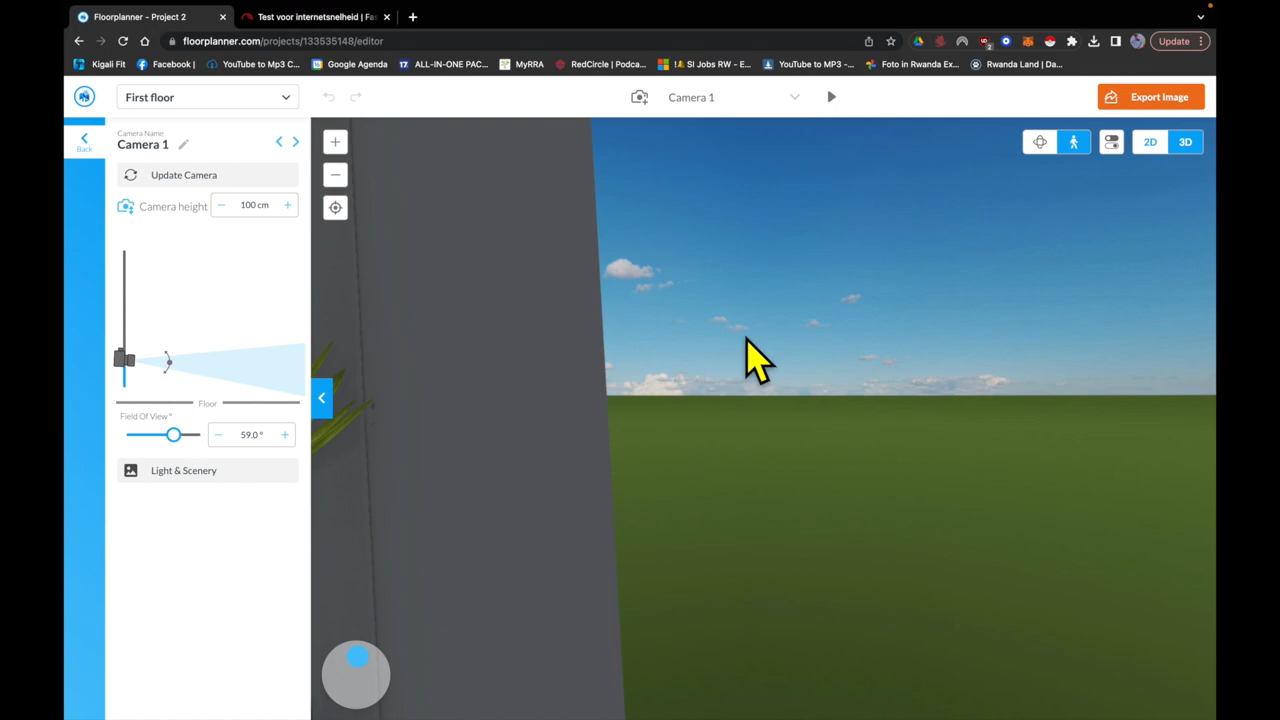 Floorplanner - Project 2
Test voor internetsnelheid | Fas
floorplanner.com/projects/133535148/editor
Update
Kigali Fit
Facebook |
YouTube to Mp3 C...
Google Agenda
ALL-IN-ONE PAC...
MyRRA
RedCircle | Podca...
SI Jobs RW - E...
YouTube to MP3 -...
Foto in Rwanda Ex...
Rwanda Land | Da...
First floor
Camera 1
Export Image
Back
Camera Name
Camera 1
2D
3D
Update Camera
Camera height
100 cm
Floor
Field Of View °
59.0 °
Light & Scenery